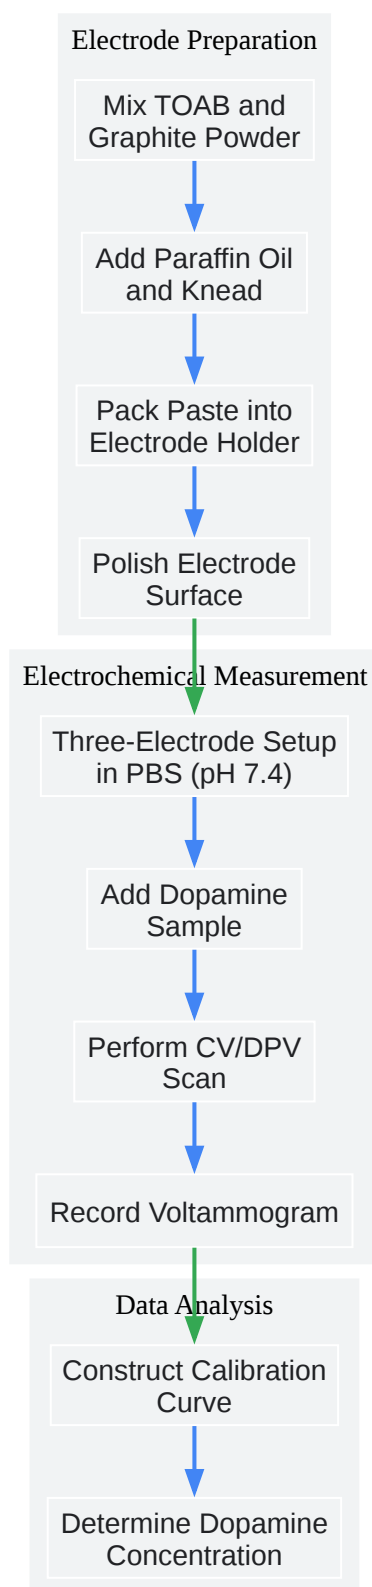 Electrode Preparation
Mix TOAB and
Graphite Powder
Add Paraffin Oil
and Knead
Pack Paste into
Electrode Holder
Polish Electrode
Surface
Electrochemical Measurement
Three-Electrode Setup
in PBS (pH 7.4)
Add Dopamine
Sample
Perform CV/DPV
Scan
Record Voltammogram
Data Analysis
Construct Calibration
Curve
Determine Dopamine
Concentration